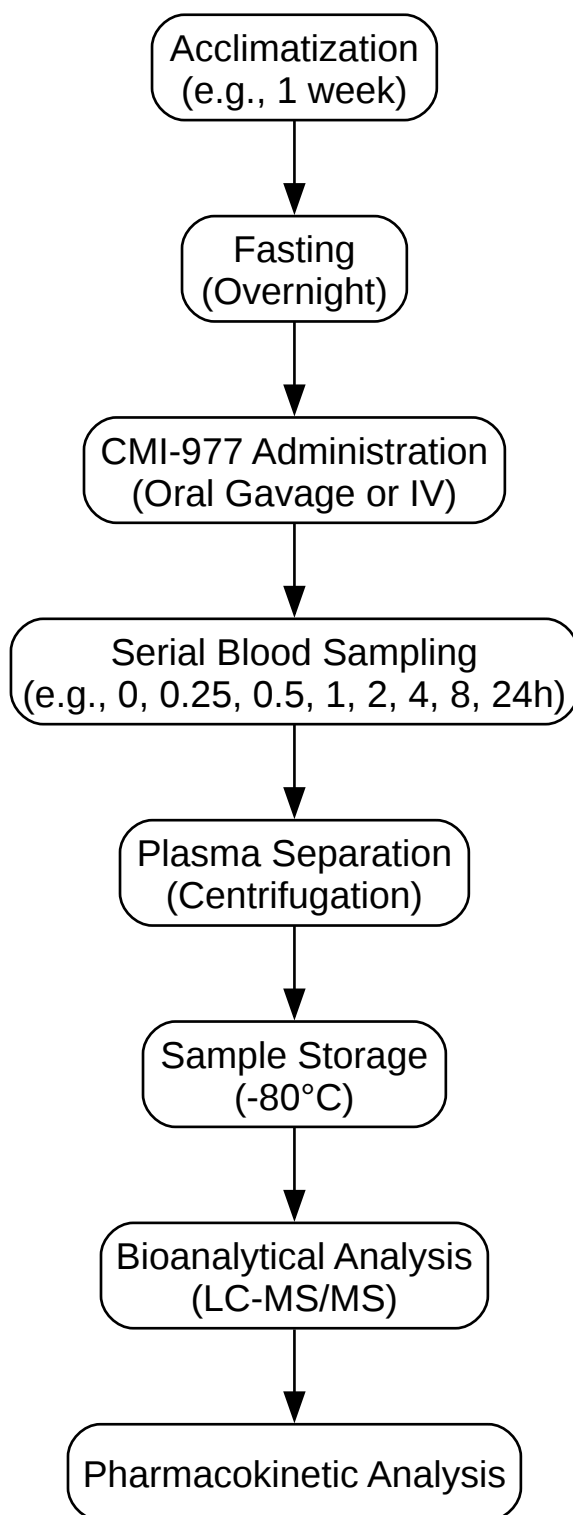 Acclimatization
(e.g., 1 week)
Fasting
(Overnight)
CMI-977 Administration
(Oral Gavage or IV)
Serial Blood Sampling
(e.g., 0, 0.25, 0.5, 1, 2, 4, 8, 24h)
Plasma Separation
(Centrifugation)
Sample Storage
(-80°C)
Bioanalytical Analysis
(LC-MS/MS)
Pharmacokinetic Analysis